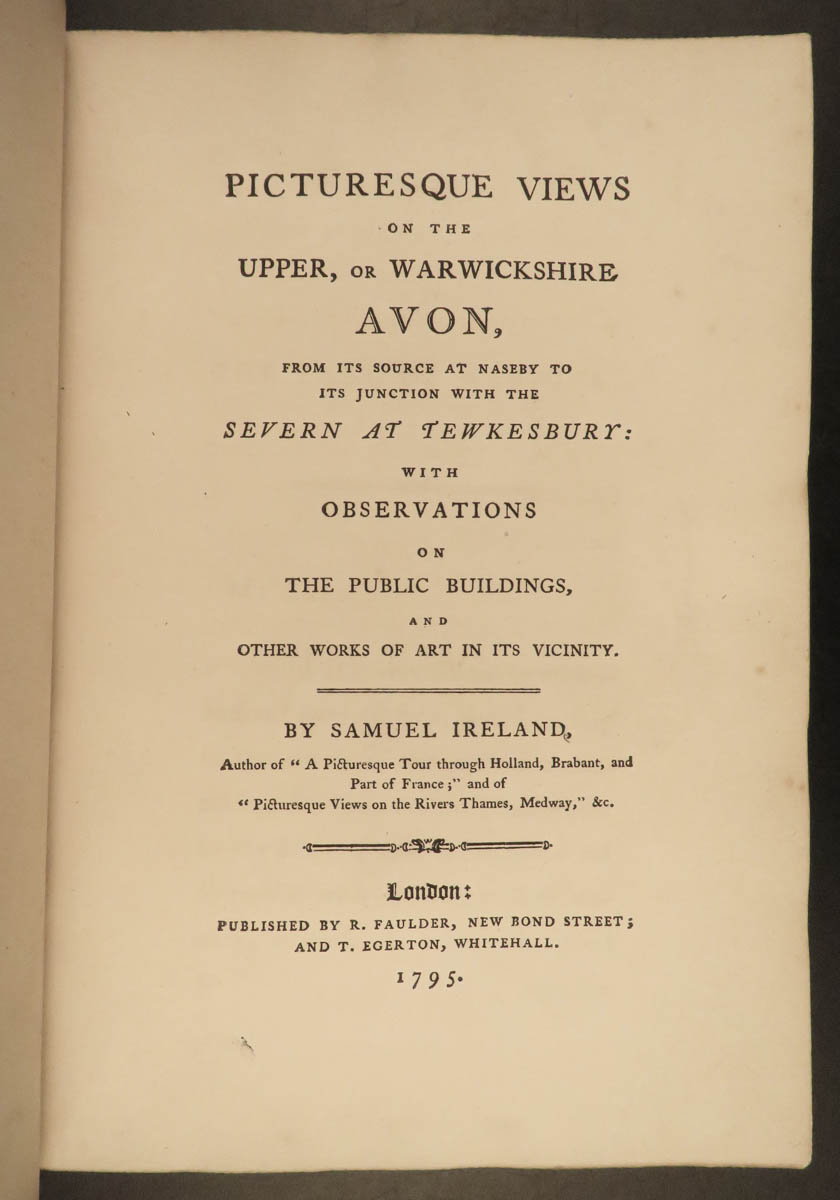 PICTURESQUE VIEWS
ON THE
UPPER, OR WARWICKSHIRE
AVON,
FROM ITS SOURCE AT NASEBY TO
ITS JUNCTION WITH THE
SEVERN AT TEWKESBURY:
WITH
OBSERVATIONS
ON
THE PUBLIC BUILDINGS,
AND
OTHER WORKS OF ART IN ITS VICINITY.
BY SAMUEL IRELAND,
Author of “ A Picturesque Tour through Holland, Brabant, and
Part of France ;” and of
“ Picturesque Views on the Rivers Thames, Medway,” &c.
London:
PUBLISHED BY R. FAULDER, NEW BOND STREET ;
AND T. EGERTON, WHITEHALL.
1795.